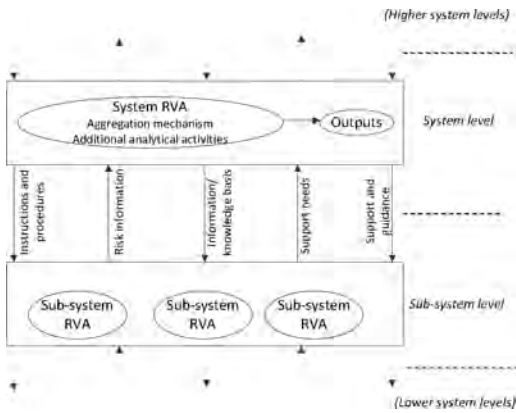 (Higher system levels)
System RVA
Aggregation mechanism
Additional analytical activities
Outputs
System level
Instructions and
procedures
Risk information
Information/
knowledge basis
Support needs
Support and
guidance
Sub-system
RVA
Sub-system
RVA
Sub-system
RVA
Sub-system level
(Lower system levels)